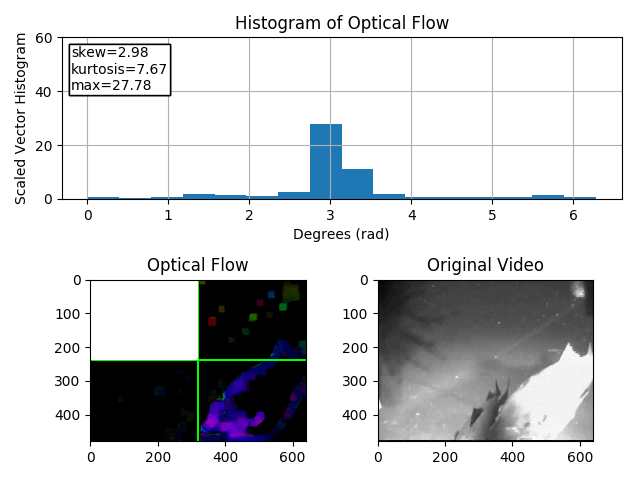 Histogram of Optical Flow
Scaled Vector Histogram
60
40
20
0
skew=2.98
kurtosis=7.67
max=27.78
0 1 2 3 4 5 6
Degrees (rad)
Optical Flow
0
100
200
300
400
0 200 400 600
Original Video
0
100
200
300
400
0 200 400 600